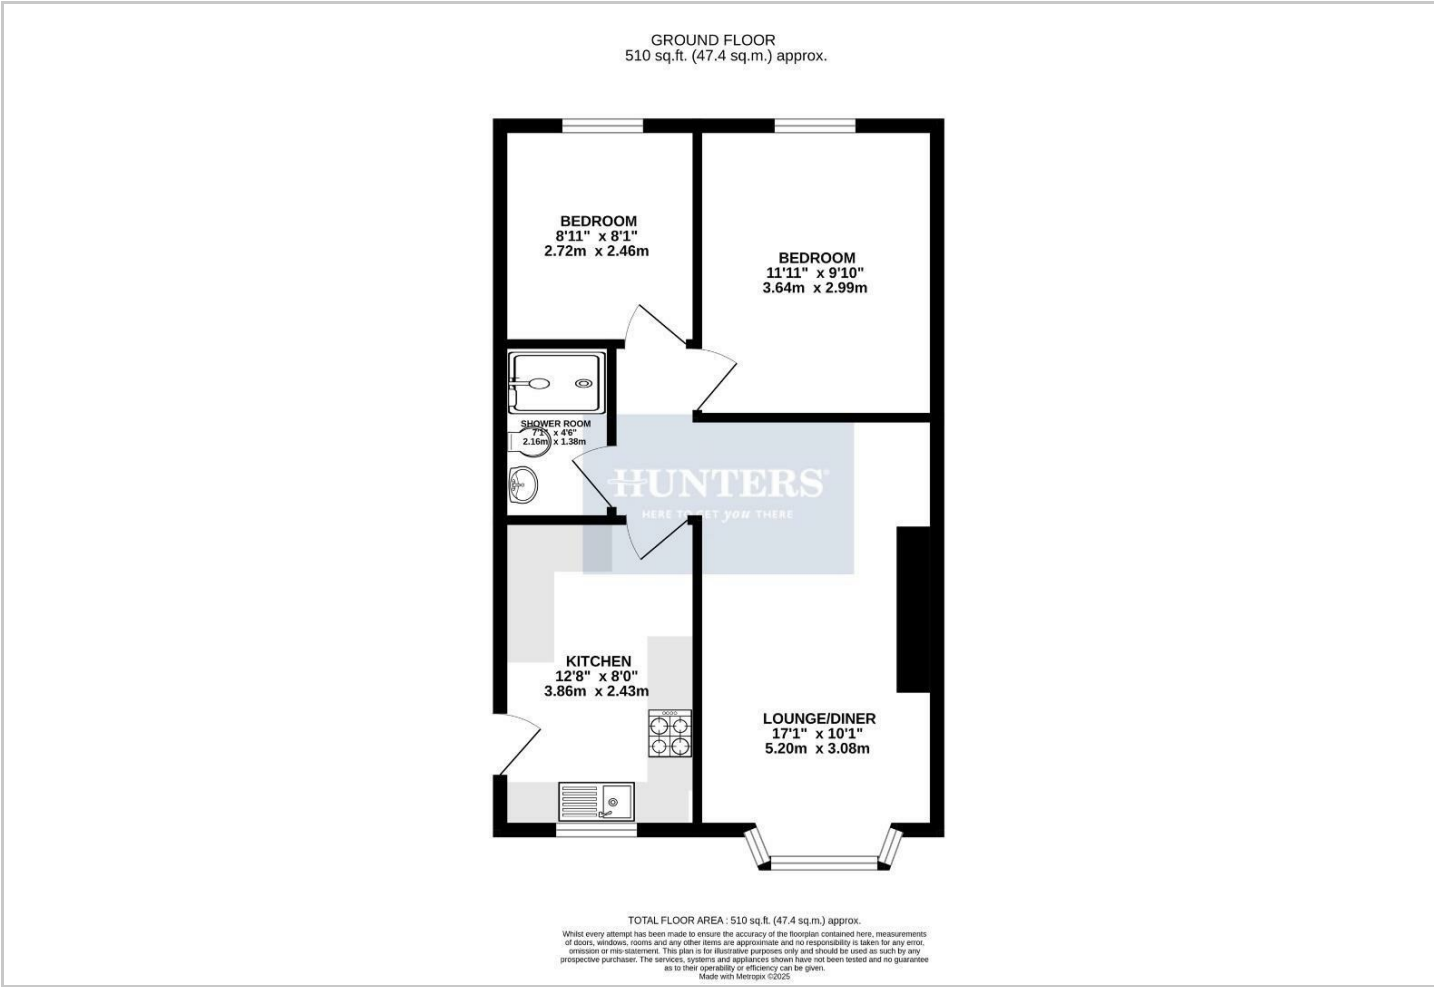 GROUND FLOOR
510 sq.ft. (47.4 sq.m.) approx.
BEDROOM
8'11" x 8'1"
2.72m x 2.46m
BEDROOM
11'11" x 9'10"
3.64m x 2.99m
SHOWER ROOM
7'1" x 4'6"
2.16m x 1.38m
HUNTERS®
HERE TO GET you THERE
KITCHEN
12'8" x 8'0"
3.86m x 2.43m
LOUNGE/DINER
17'1" x 10'1"
5.20m x 3.08m
TOTAL FLOOR AREA : 510 sq.ft. (47.4 sq.m.) approx.
Whilst every attempt has been made to ensure the accuracy of the floorplan contained here, measurements
of doors, windows, rooms and any other items are approximate and no responsibility is taken for any error,
omission or mis-statement. This plan is for illustrative purposes only and should be used as such by any
prospective purchaser. The services, systems and appliances shown have not been tested and no guarantee
as to their operability or efficiency can be given.
Made with Metropix ©2025